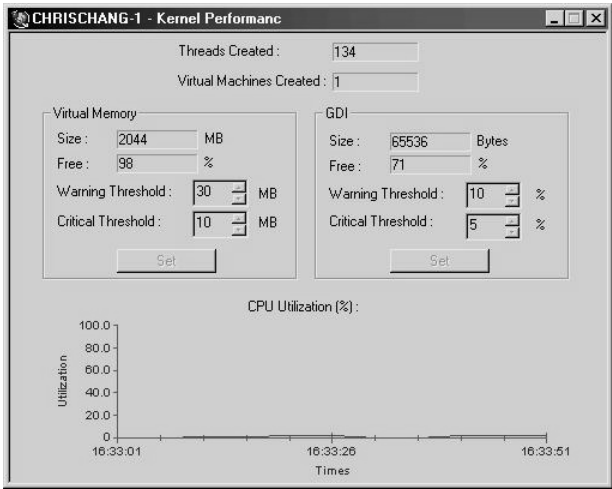 CHRISCHANG-1 - Kernel Performanc
Threads Created : 134
Virtual Machines Created : 1
Virtual Memory
Size : 2044 MB
Free : 98 %
Warning Threshold : 30 MB
Critical Threshold : 10 MB
Set
GDI
Size : 65536 Bytes
Free : 71 %
Warning Threshold : 10 %
Critical Threshold : 5 %
Set
CPU Utilization (%) :
Utilization
100.0
80.0
60.0
40.0
20.0
0
16:33:01 16:33:26 16:33:51
Times